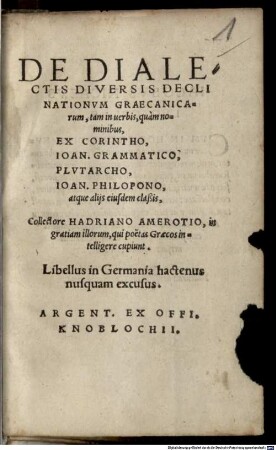 1
DE DIALE-
CTIS DIVERSIS DECLI
NATIONVM GRAECANICA-
rum, tam in uerbis, quàm no-
minibus,
EX CORINTHO,
IOAN. GRAMMATICO,
PLVTARCHO,
IOAN. PHILOPONO,
atque alijs eiusdem classis.
Collectore HADRIANO AMEROTIO, in
gratiam illorum, qui poëtas Græcos in-
telligere cupiunt.
Libellus in Germania hactenus
nusquam excusus.
ARGENT. EX OFFI.
KNOBLOCHII.